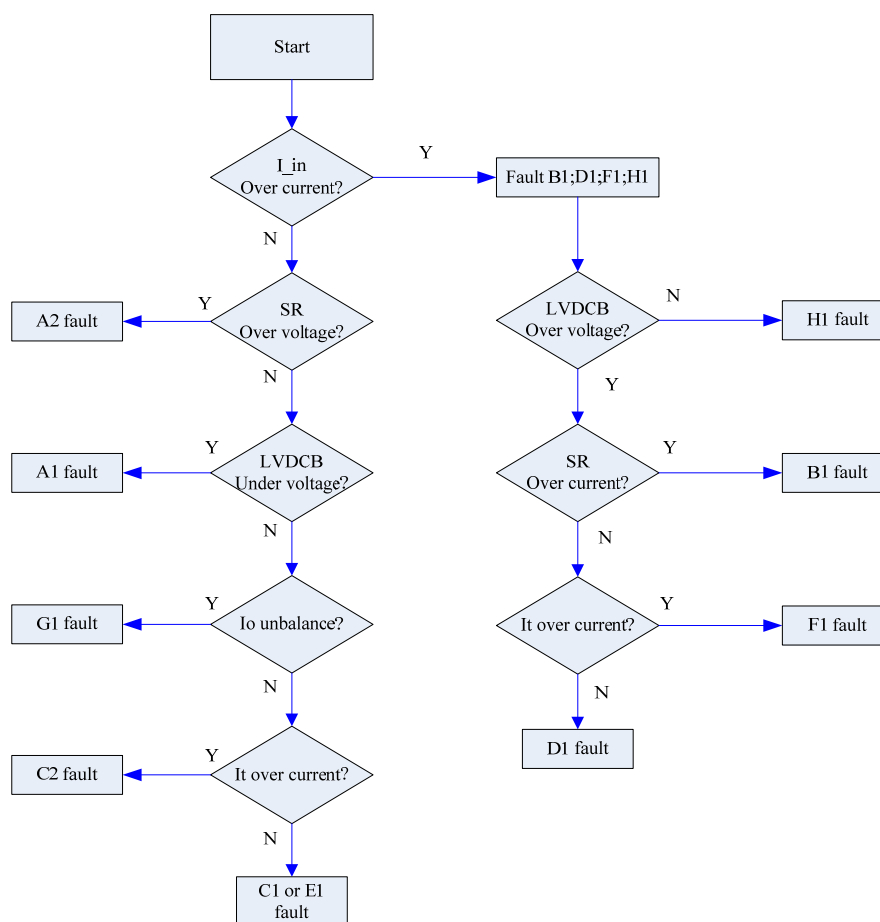 Start
I_in
Over current?
Y
Fault B1;D1;F1;H1
N
SR
Over voltage?
Y
A2 fault
N
LVDCB
Over voltage?
N
H1 fault
Y
LVDCB
Under voltage?
Y
A1 fault
N
SR
Over current?
Y
B1 fault
N
Io unbalance?
Y
G1 fault
N
It over current?
Y
F1 fault
N
D1 fault
It over current?
Y
C2 fault
N
C1 or E1
fault